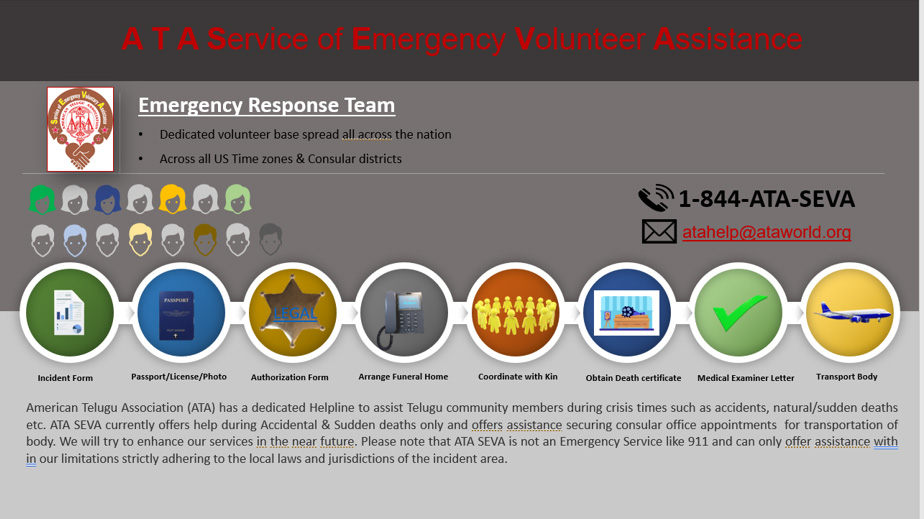 A T A Service of Emergency Volunteer Assistance
Emergency Response Team
• Dedicated volunteer base spread all across the nation
• Across all US Time zones & Consular districts
1-844-ATA-SEVA
atahelp@ataworld.org
PASSPORT
LEGAL
Incident Form
Passport/License/Photo
Authorization Form
Arrange Funeral Home
Coordinate with Kin
Obtain Death certificate
Medical Examiner Letter
Transport Body
American Telugu Association (ATA) has a dedicated Helpline to assist Telugu community members during crisis times such as accidents, natural/sudden deaths
etc. ATA SEVA currently offers help during Accidental & Sudden deaths only and offers assistance securing consular office appointments for transportation of
body. We will try to enhance our services in the near future. Please note that ATA SEVA is not an Emergency Service like 911 and can only offer assistance with
in our limitations strictly adhering to the local laws and jurisdictions of the incident area.